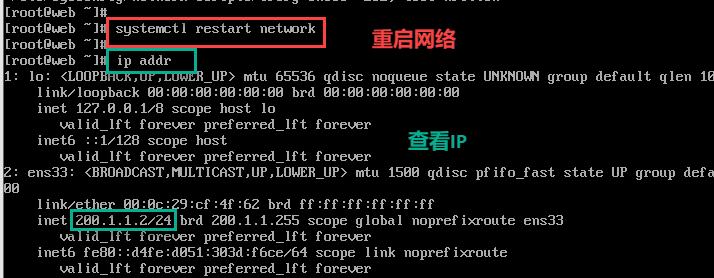 [root@web ~]#
[root@web ~]# systemctl restart network
重启网络
[root@web ~]#
[root@web ~]# ip addr
1: lo: <LOOPBACK,UP,LOWER_UP> mtu 65536 qdisc noqueue state UNKNOWN group default qlen 10
link/loopback 00:00:00:00:00:00 brd 00:00:00:00:00:00
inet 127.0.0.1/8 scope host lo
valid_lft forever preferred_lft forever
查看IP
inet6 ::1/128 scope host
valid_lft forever preferred_lft forever
2: ens33: <BROADCAST,MULTICAST,UP,LOWER_UP> mtu 1500 qdisc pfifo_fast state UP group defa
00
link/ether 00:0c:29:cf:4f:62 brd ff:ff:ff:ff:ff:ff
inet 200.1.1.2/24 brd 200.1.1.255 scope global noprefixroute ens33
valid_lft forever preferred_lft forever
inet6 fe80::d4fe:d051:303d:f6ce/64 scope link noprefixroute
valid_lft forever preferred_lft forever